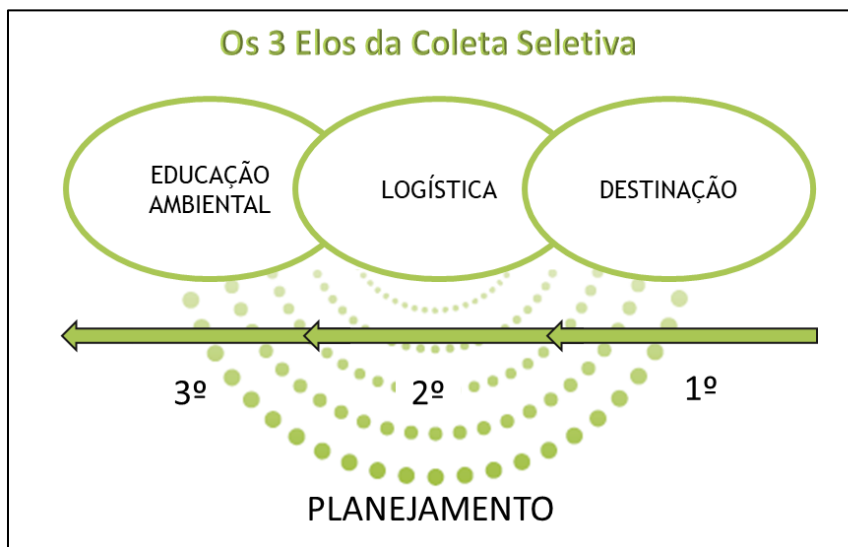 Os 3 Elos da Coleta Seletiva
EDUCAÇÃO
AMBIENTAL
LOGÍSTICA
DESTINAÇÃO
3º
2º
1º
PLANEJAMENTO